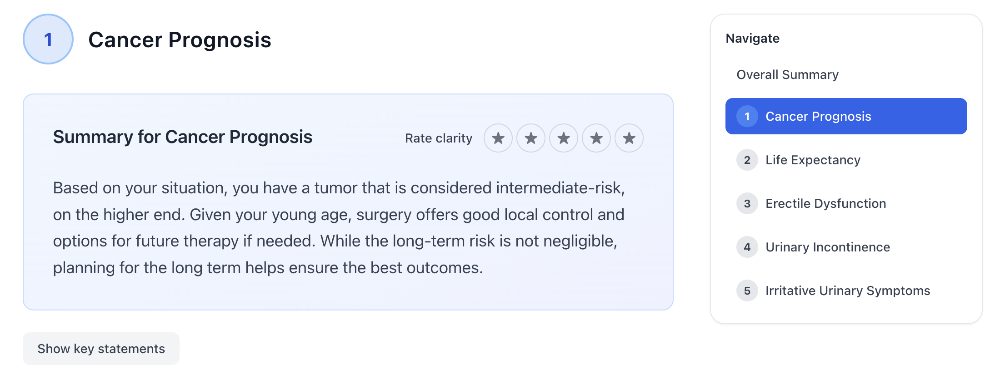 1
Cancer Prognosis
Summary for Cancer Prognosis
Rate clarity
Based on your situation, you have a tumor that is considered intermediate-risk,
on the higher end. Given your young age, surgery offers good local control and
options for future therapy if needed. While the long-term risk is not negligible,
planning for the long term helps ensure the best outcomes.
Show key statements
Navigate
Overall Summary
1 Cancer Prognosis
2 Life Expectancy
3 Erectile Dysfunction
4 Urinary Incontinence
5 Irritative Urinary Symptoms